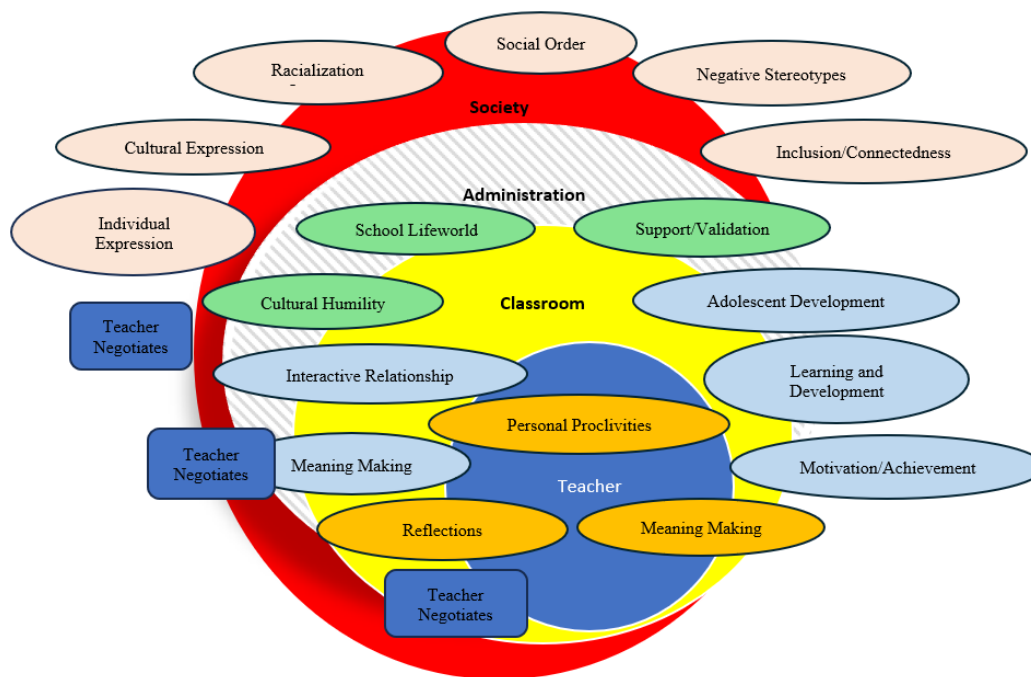 Social Order
Racialization
Negative Stereotypes
Society
Cultural Expression
Inclusion/Connectedness
Administration
Individual
Expression
School Lifeworld
Support/Validation
Cultural Humility
Classroom
Adolescent Development
Teacher
Negotiates
Interactive Relationship
Learning and
Development
Personal Proclivities
Teacher
Negotiates
Meaning Making
Motivation/Achievement
Teacher
Reflections
Meaning Making
Teacher
Negotiates